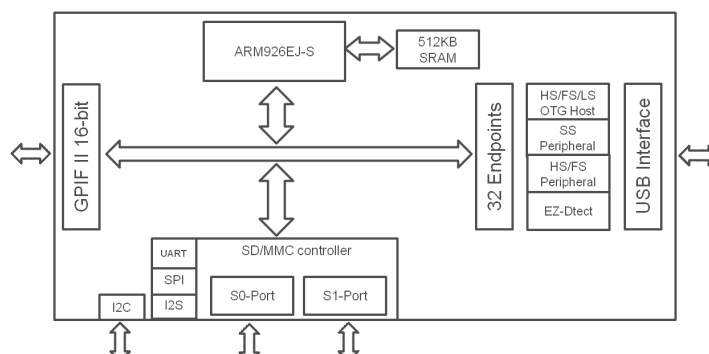 ARM926EJ-S
512KB
SRAM
GPIF II 16-bit
32 Endpoints
HS/FS/LS
OTG Host
SS
Peripheral
HS/FS
Peripheral
EZ-Dtect
USB Interface
UART
SPI
I2S
I2C
SD/MMC controller
S0-Port
S1-Port